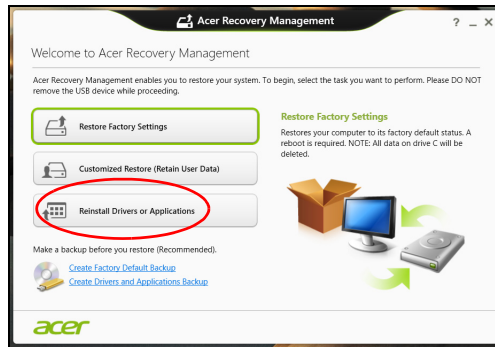 Acer Recovery Management
? _ X
Welcome to Acer Recovery Management
Acer Recovery Management enables you to restore your system. To begin, select the task you want to perform. Please DO NOT
remove the USB device while proceeding.
Restore Factory Settings
Customized Restore (Retain User Data)
Reinstall Drivers or Applications
Restore Factory Settings
Restores your computer to its factory default status. A
reboot is required. NOTE: All data on drive C will be
deleted.
Make a backup before you restore (Recommended).
Create Factory Default Backup
Create Drivers and Applications Backup
acer